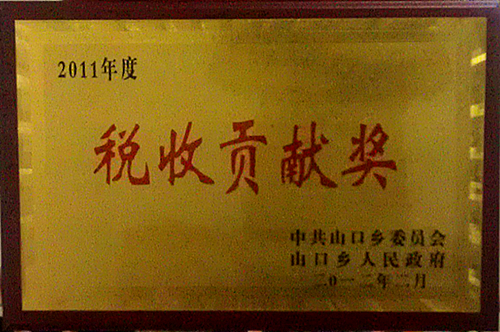 2011年度
税收贡献奖
中共山口乡委员会
山口乡人民政府
二0一二年二月